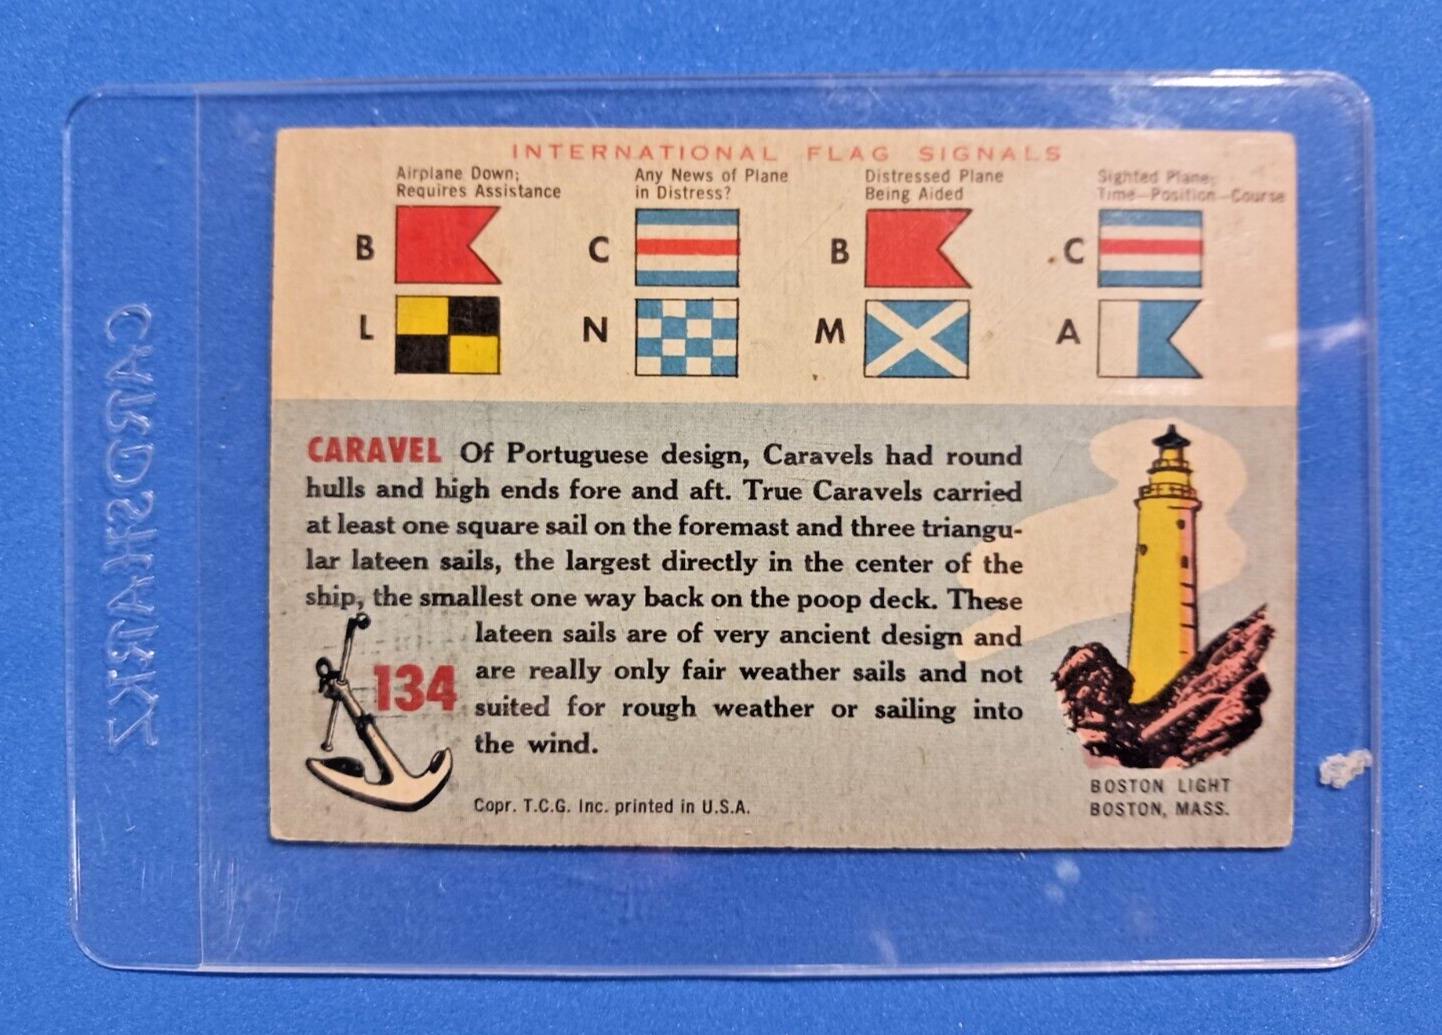 INTERNATIONAL FLAG SIGNALS
Airplane Down;
Requires Assistance
Any News of Plane
in Distress?
Distressed Plane
Being Aided
Sighted Plane;
Time—Position—Course
B
C
B
C
L
N
M
A
CARAVEL Of Portuguese design, Caravels had round
hulls and high ends fore and aft. True Caravels carried
at least one square sail on the foremast and three triangu-
lar lateen sails, the largest directly in the center of the
ship, the smallest one way back on the poop deck. These
lateen sails are of very ancient design and
are really only fair weather sails and not
suited for rough weather or sailing into
the wind.
134
Copr. T.C.G. Inc. printed in U.S.A.
BOSTON LIGHT
BOSTON, MASS.
CARDSHARKZ